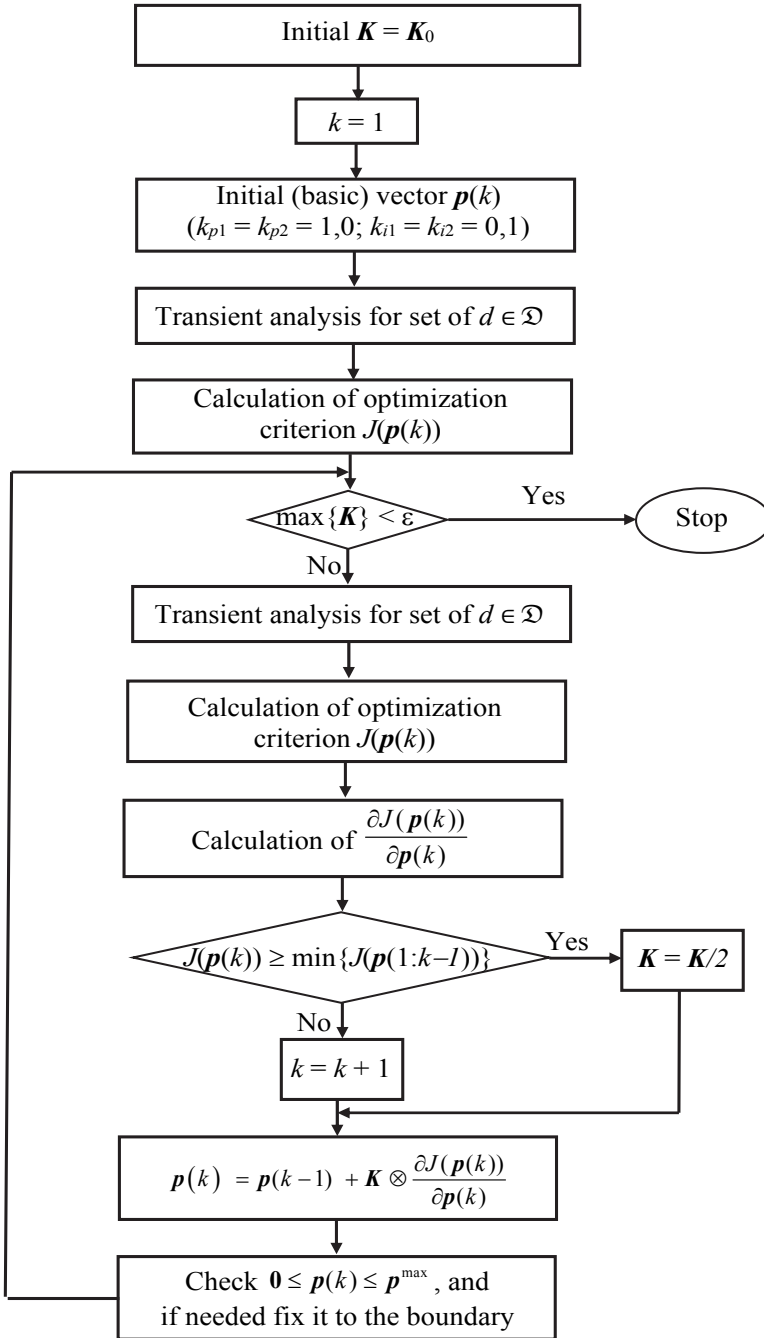 Initial K = K₀
k = 1
Initial (basic) vector p(k)
(kₚ₁ = kₚ₂ = 1,0; kᵢ₁ = kᵢ₂ = 0,1)
Transient analysis for set of d ∈ 𝔇
Calculation of optimization
criterion J(p(k))
max{K} < ε
Yes
Stop
No
Transient analysis for set of d ∈ 𝔇
Calculation of optimization
criterion J(p(k))
Calculation of ∂J(p(k))/∂p(k)
J(p(k)) ≥ min{J(p(1:k–1))}
Yes
K = K/2
No
k = k + 1
p(k) = p(k−1) + K ⊗ ∂J(p(k))/∂p(k)
Check 0 ≤ p(k) ≤ pᵐᵃˣ, and
if needed fix it to the boundary